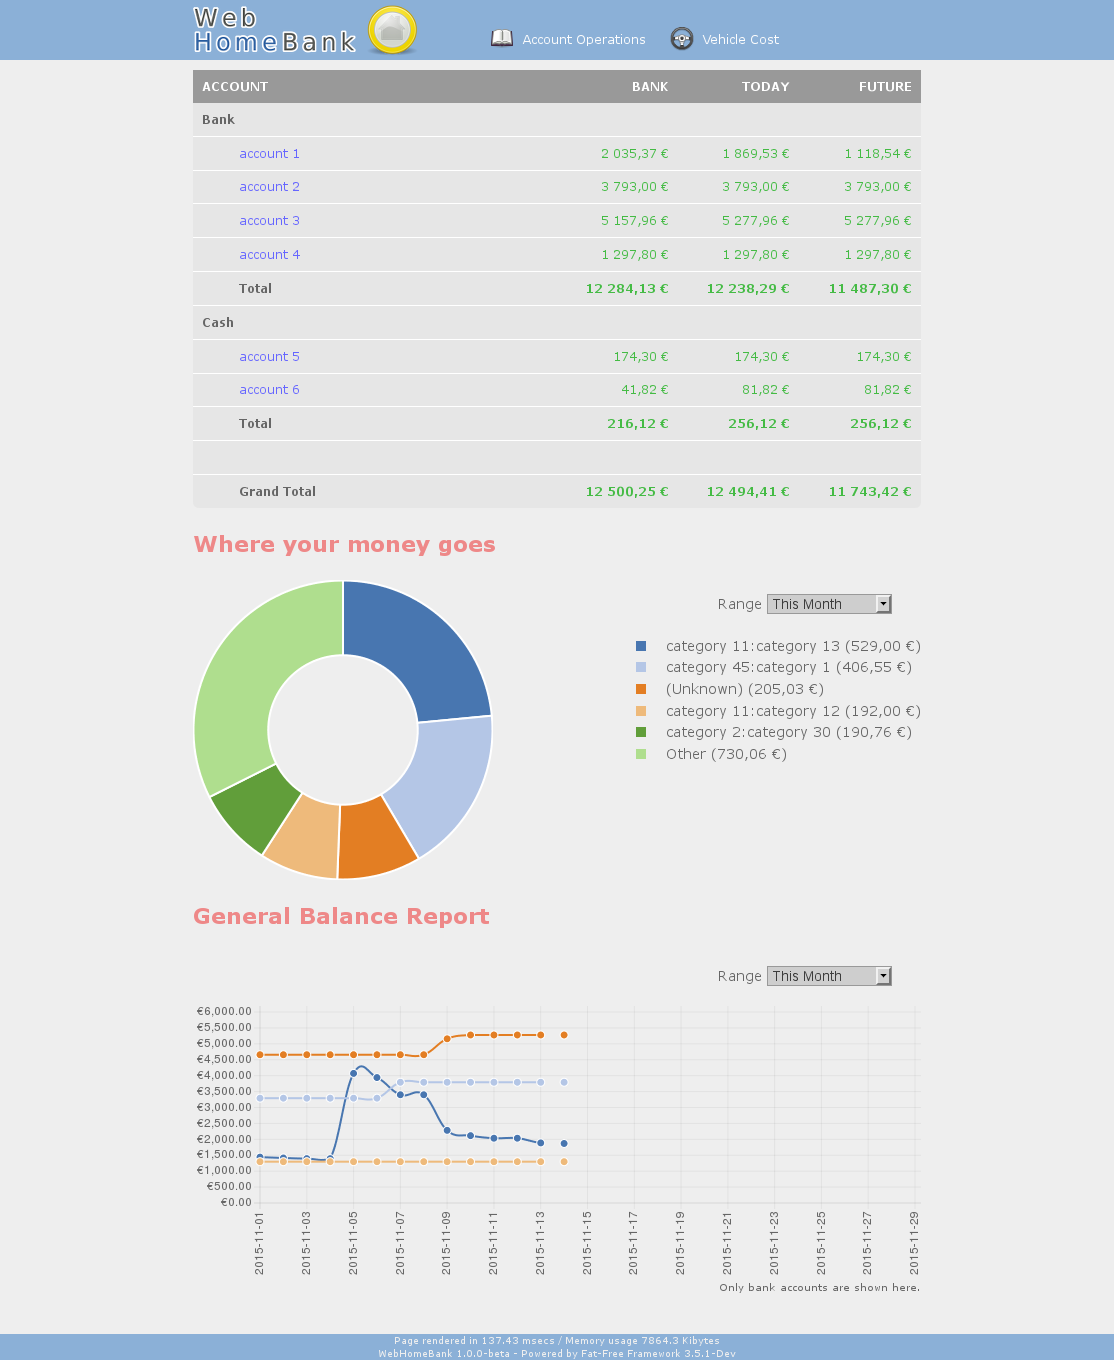 Web
HomeBank
Account Operations Vehicle Cost
ACCOUNT BANK TODAY FUTURE
Bank
account 1 2 035,37 € 1 869,53 € 1 118,54 €
account 2 3 793,00 € 3 793,00 € 3 793,00 €
account 3 5 157,96 € 5 277,96 € 5 277,96 €
account 4 1 297,80 € 1 297,80 € 1 297,80 €
Total 12 284,13 € 12 238,29 € 11 487,30 €
Cash
account 5 174,30 € 174,30 € 174,30 €
account 6 41,82 € 81,82 € 81,82 €
Total 216,12 € 256,12 € 256,12 €
Grand Total 12 500,25 € 12 494,41 € 11 743,42 €
Where your money goes
Range This Month
category 11:category 13 (529,00 €)
category 45:category 1 (406,55 €)
(Unknown) (205,03 €)
category 11:category 12 (192,00 €)
category 2:category 30 (190,76 €)
Other (730,06 €)
General Balance Report
Range This Month
€6,000.00
€5,500.00
€5,000.00
€4,500.00
€4,000.00
€3,500.00
€3,000.00
€2,500.00
€2,000.00
€1,500.00
€1,000.00
€500.00
€0.00
2015-11-01
2015-11-03
2015-11-05
2015-11-07
2015-11-09
2015-11-11
2015-11-13
2015-11-15
2015-11-17
2015-11-19
2015-11-21
2015-11-23
2015-11-25
2015-11-27
2015-11-29
Only bank accounts are shown here.
Page rendered in 137.43 msecs / Memory usage 7864.3 Kibytes
WebHomeBank 1.0.0-beta - Powered by Fat-Free Framework 3.5.1-Dev